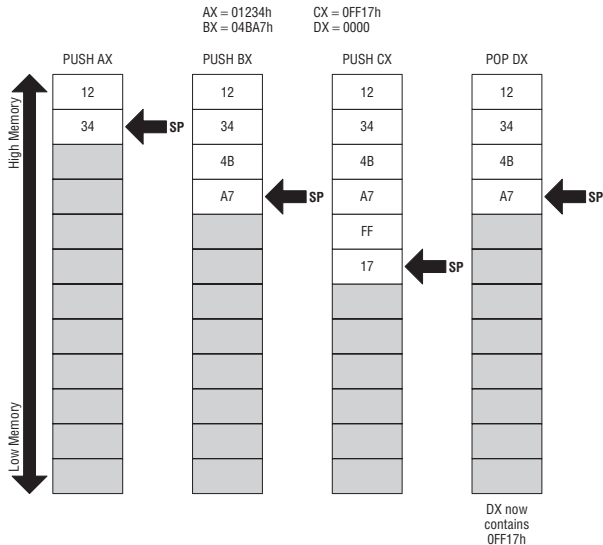 AX = 01234h CX = 0FF17h
BX = 04BA7h DX = 0000
PUSH AX PUSH BX PUSH CX POP DX
High Memory
Low Memory
12 12 12 12
34 SP 34 34 34
4B 4B 4B
A7 SP A7 A7 SP
FF
17 SP
DX now
contains
0FF17h